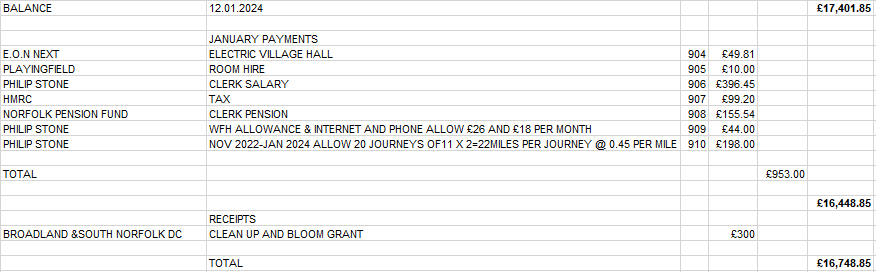 BALANCE 12.01.2024 £17,401.85
JANUARY PAYMENTS
E.O.N NEXT ELECTRIC VILLAGE HALL 904 £49.81
PLAYINGFIELD ROOM HIRE 905 £10.00
PHILIP STONE CLERK SALARY 906 £396.45
HMRC TAX 907 £99.20
NORFOLK PENSION FUND CLERK PENSION 908 £155.54
PHILIP STONE WFH ALLOWANCE & INTERNET AND PHONE ALLOW £26 AND £18 PER MONTH 909 £44.00
PHILIP STONE NOV 2022-JAN 2024 ALLOW 20 JOURNEYS OF11 X 2=22MILES PER JOURNEY @ 0.45 PER MILE 910 £198.00
TOTAL £953.00
£16,448.85
RECEIPTS
BROADLAND &SOUTH NORFOLK DC CLEAN UP AND BLOOM GRANT £300
TOTAL £16,748.85